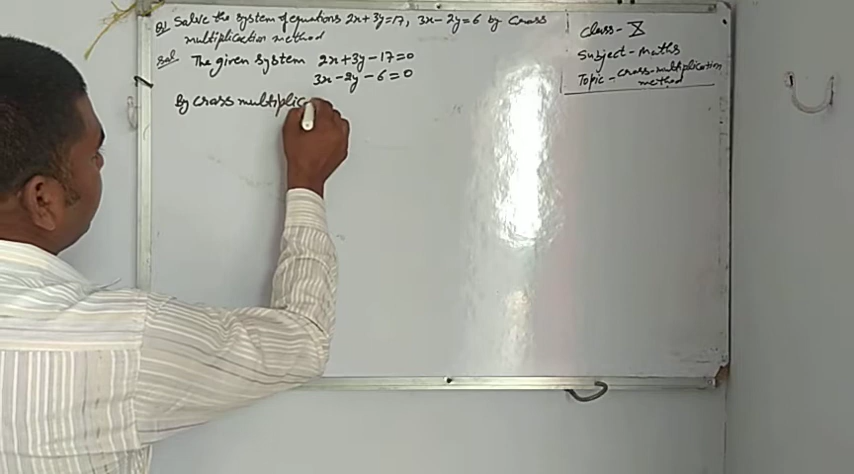 Q1 Solve the system of equations 2x+3y=17, 3x-2y=6 by Cross
multiplication method
Sol The given system 2x+3y-17=0
3x-2y-6=0
By cross multiplic
Class- X
Subject- maths
Topic- cross-multiplication
method